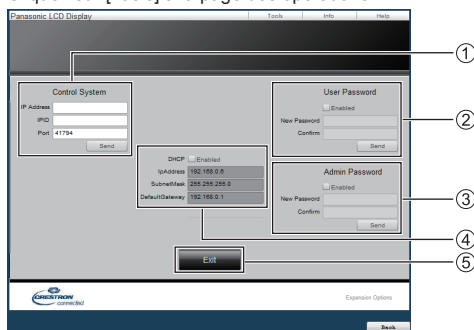 Panasonic LCD Display
Tools Info Help
Control System
IP Address
IPID
Port 41794
Send
User Password
Enabled
New Password
Confirm
Send
DHCP Enabled
IpAddress 192.168.0.8
SubnetMask 255.255.255.0
DefaultGateway 192.168.0.1
Admin Password
Enabled
New Password
Confirm
Send
Exit
CRESTRON
connected
Expansion Options
Back
1
2
3
4
5